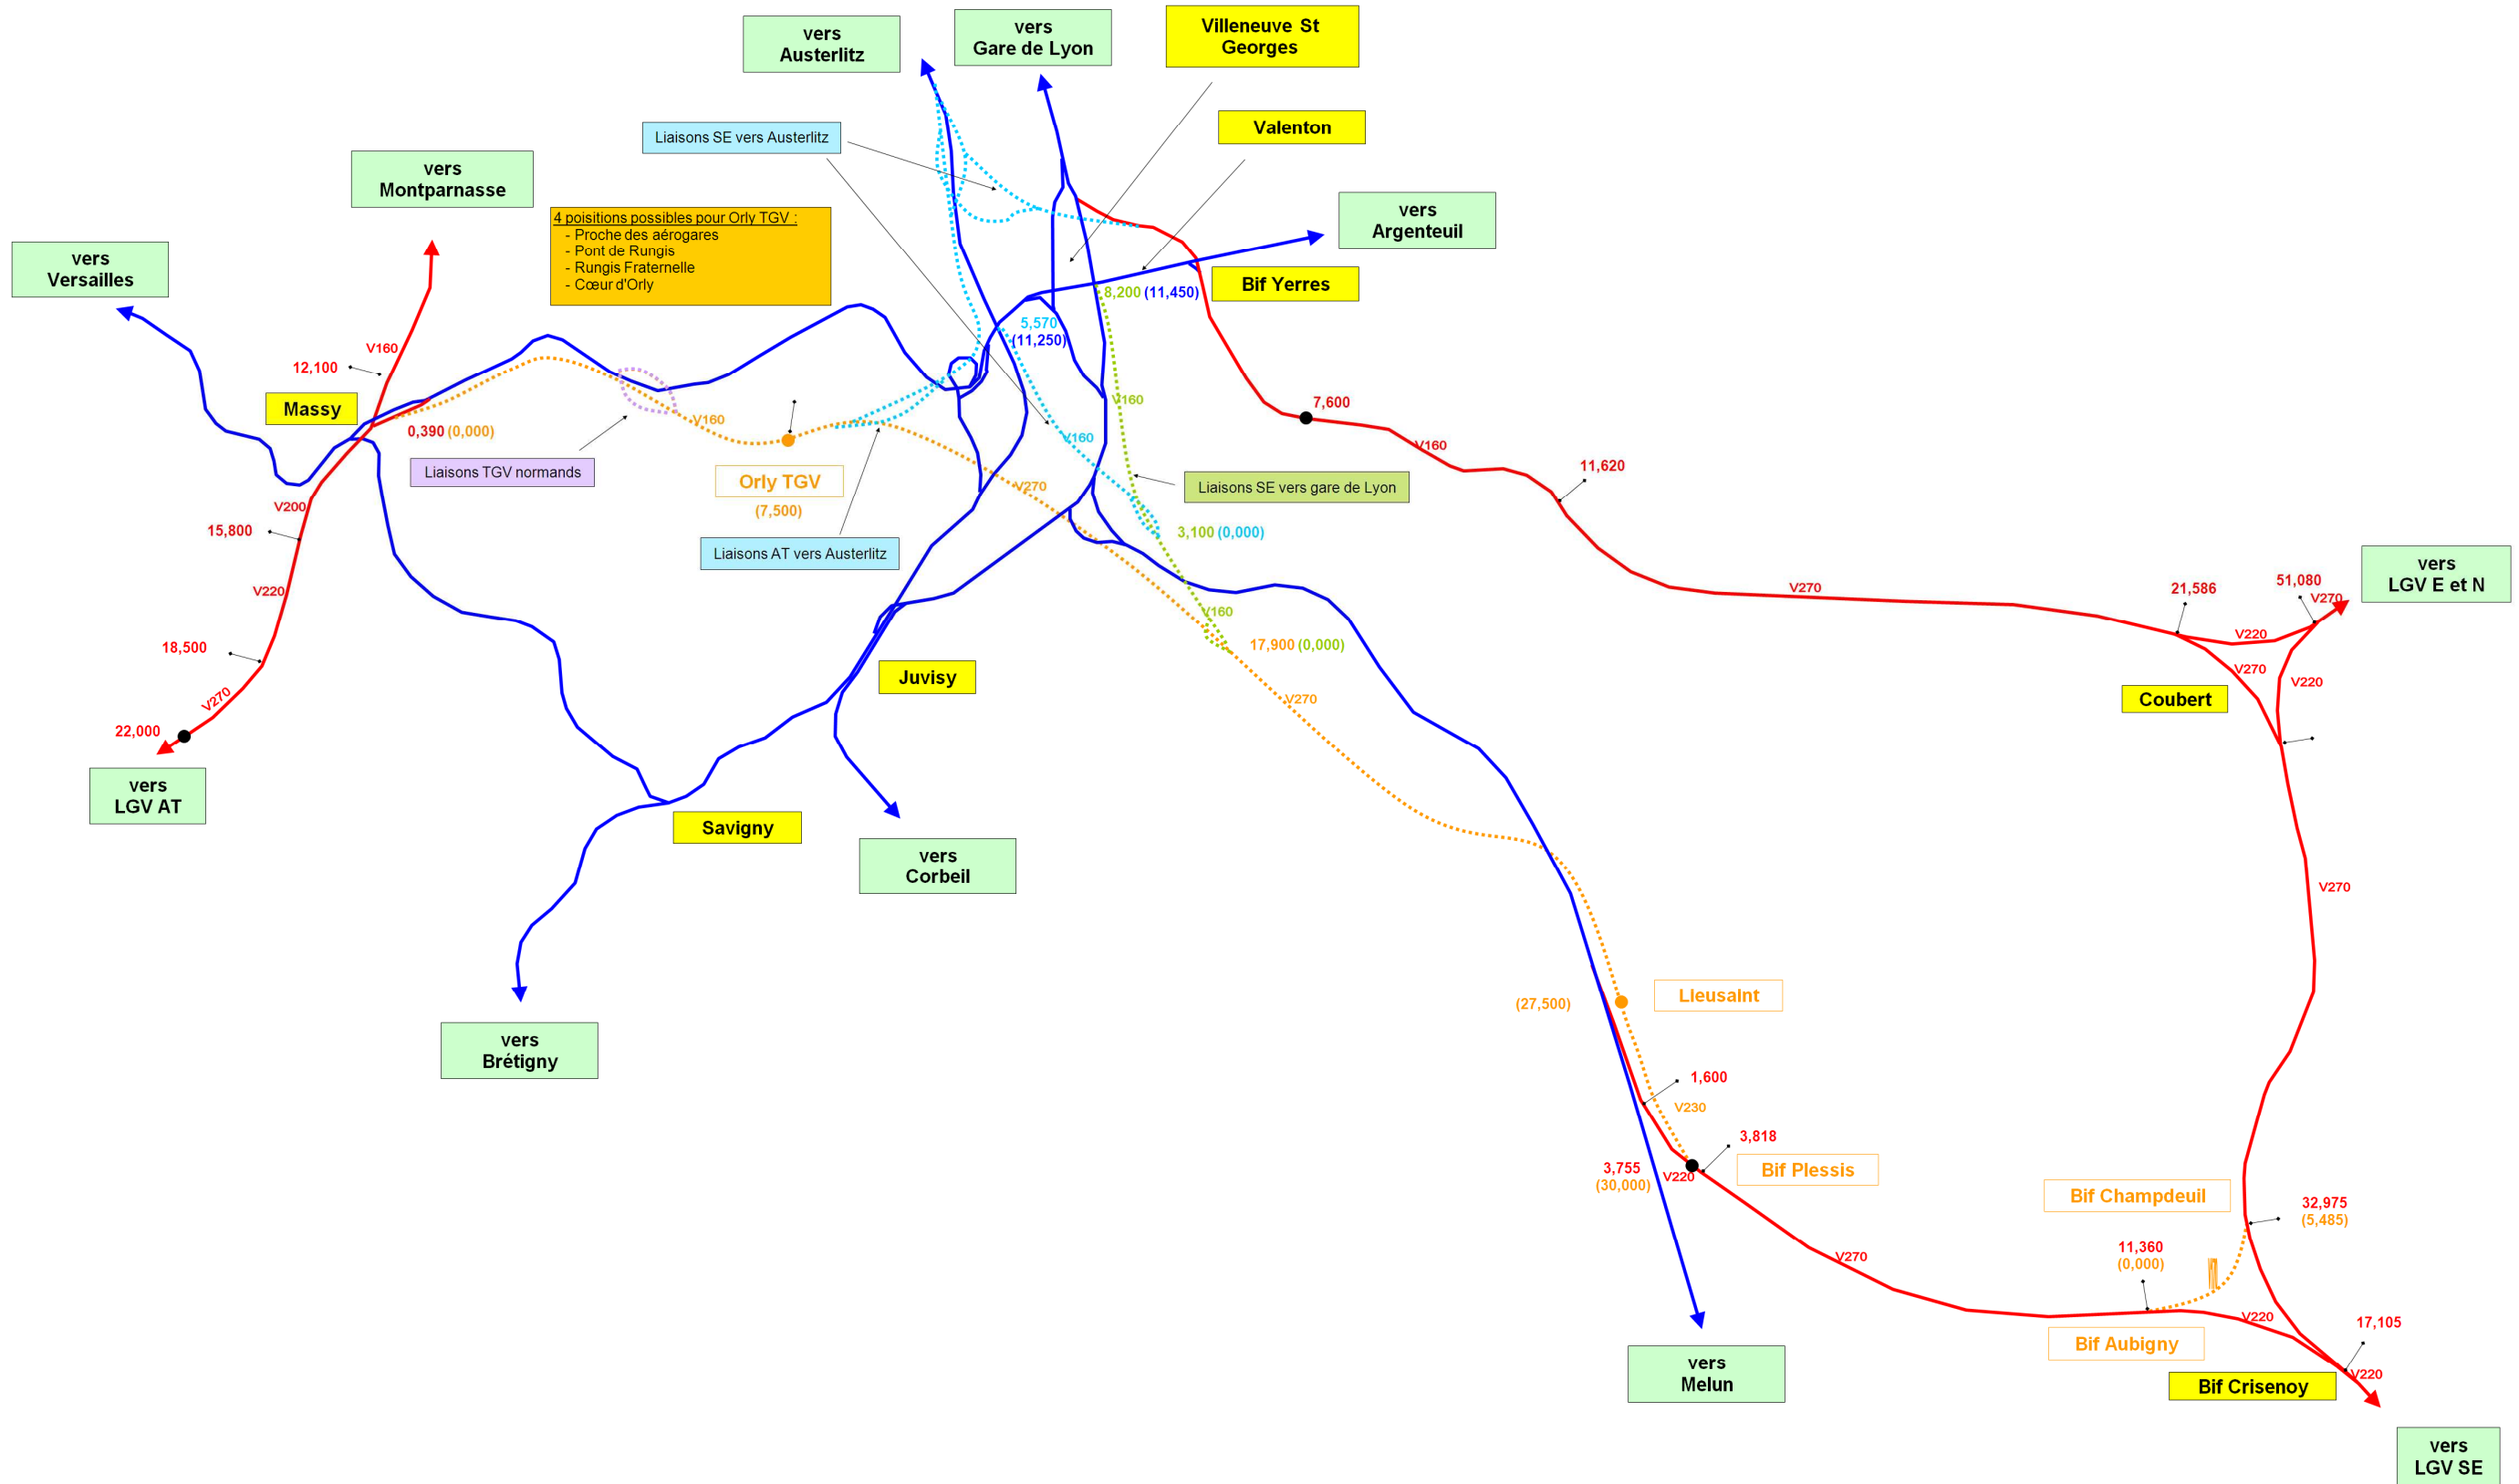 vers
Austerlitz
vers
Gare de Lyon
Villeneuve St
Georges
Valenton
Liaisons SE vers Austerlitz
vers
Montparnasse
4 poisitions possibles pour Orly TGV :
- Proche des aérogares
- Pont de Rungis
- Rungis Fraternelle
- Cœur d'Orly
vers
Argenteuil
vers
Versailles
Bif Yerres
8,200 (11,450)
5,570
(11,250)
V160
12,100
Massy
0,390 (0,000)
V160
V160
7,600
V160
V160
11,620
Liaisons TGV normands
Orly TGV
(7,500)
V270
Liaisons SE vers gare de Lyon
V200
15,800
3,100 (0,000)
Liaisons AT vers Austerlitz
vers
LGV E et N
V220
V270
21,586
51,080
V270
V160
V220
18,500
17,900 (0,000)
Juvisy
V270
V220
V270
V270
Coubert
22,000
vers
LGV AT
Savigny
vers
Corbeil
V270
Lieusaint
(27,500)
vers
Brétigny
1,600
V230
3,818
3,755
(30,000)
V220
Bif Plessis
Bif Champdeuil
32,975
(5,485)
11,360
(0,000)
V270
V220
17,105
Bif Aubigny
V220
vers
Melun
Bif Crisenoy
vers
LGV SE